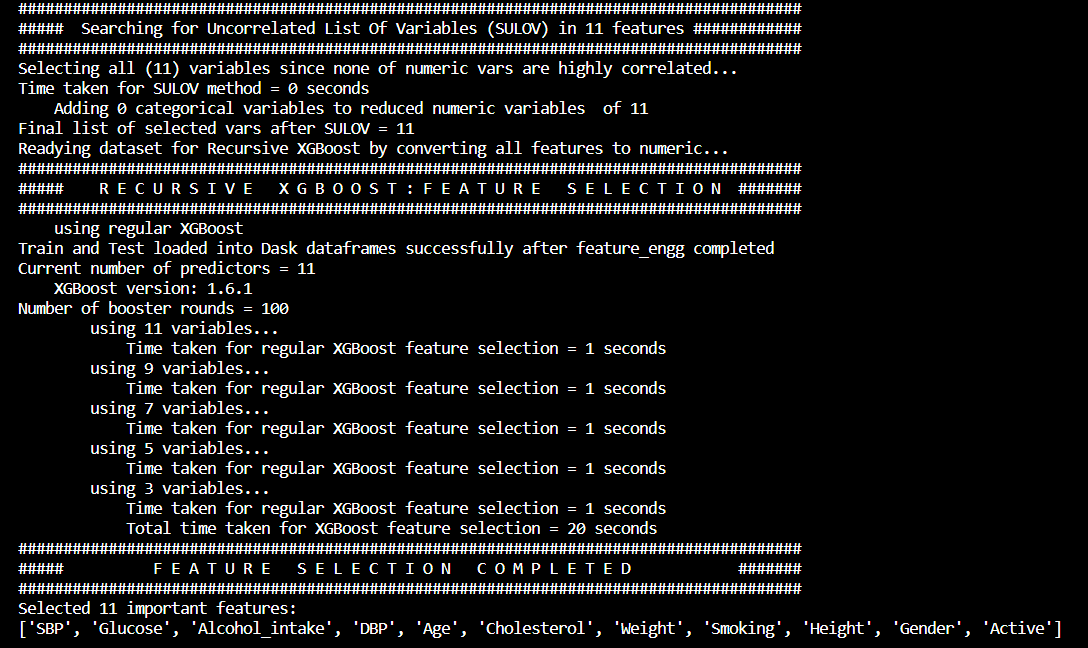 #######################################################################################
#####  Searching for Uncorrelated List Of Variables (SULOV) in 11 features ############
#######################################################################################
Selecting all (11) variables since none of numeric vars are highly correlated...
Time taken for SULOV method = 0 seconds
    Adding 0 categorical variables to reduced numeric variables  of 11
Final list of selected vars after SULOV = 11
Readying dataset for Recursive XGBoost by converting all features to numeric...
#######################################################################################
#####    R E C U R S I V E   X G B O O S T : F E A T U R E   S E L E C T I O N  #######
#######################################################################################
    using regular XGBoost
Train and Test loaded into Dask dataframes successfully after feature_engg completed
Current number of predictors = 11
    XGBoost version: 1.6.1
Number of booster rounds = 100
        using 11 variables...
            Time taken for regular XGBoost feature selection = 1 seconds
        using 9 variables...
            Time taken for regular XGBoost feature selection = 1 seconds
        using 7 variables...
            Time taken for regular XGBoost feature selection = 1 seconds
        using 5 variables...
            Time taken for regular XGBoost feature selection = 1 seconds
        using 3 variables...
            Time taken for regular XGBoost feature selection = 1 seconds
            Total time taken for XGBoost feature selection = 20 seconds
#######################################################################################
#####          F E A T U R E   S E L E C T I O N   C O M P L E T E D            #######
#######################################################################################
Selected 11 important features:
['SBP', 'Glucose', 'Alcohol_intake', 'DBP', 'Age', 'Cholesterol', 'Weight', 'Smoking', 'Height', 'Gender', 'Active']